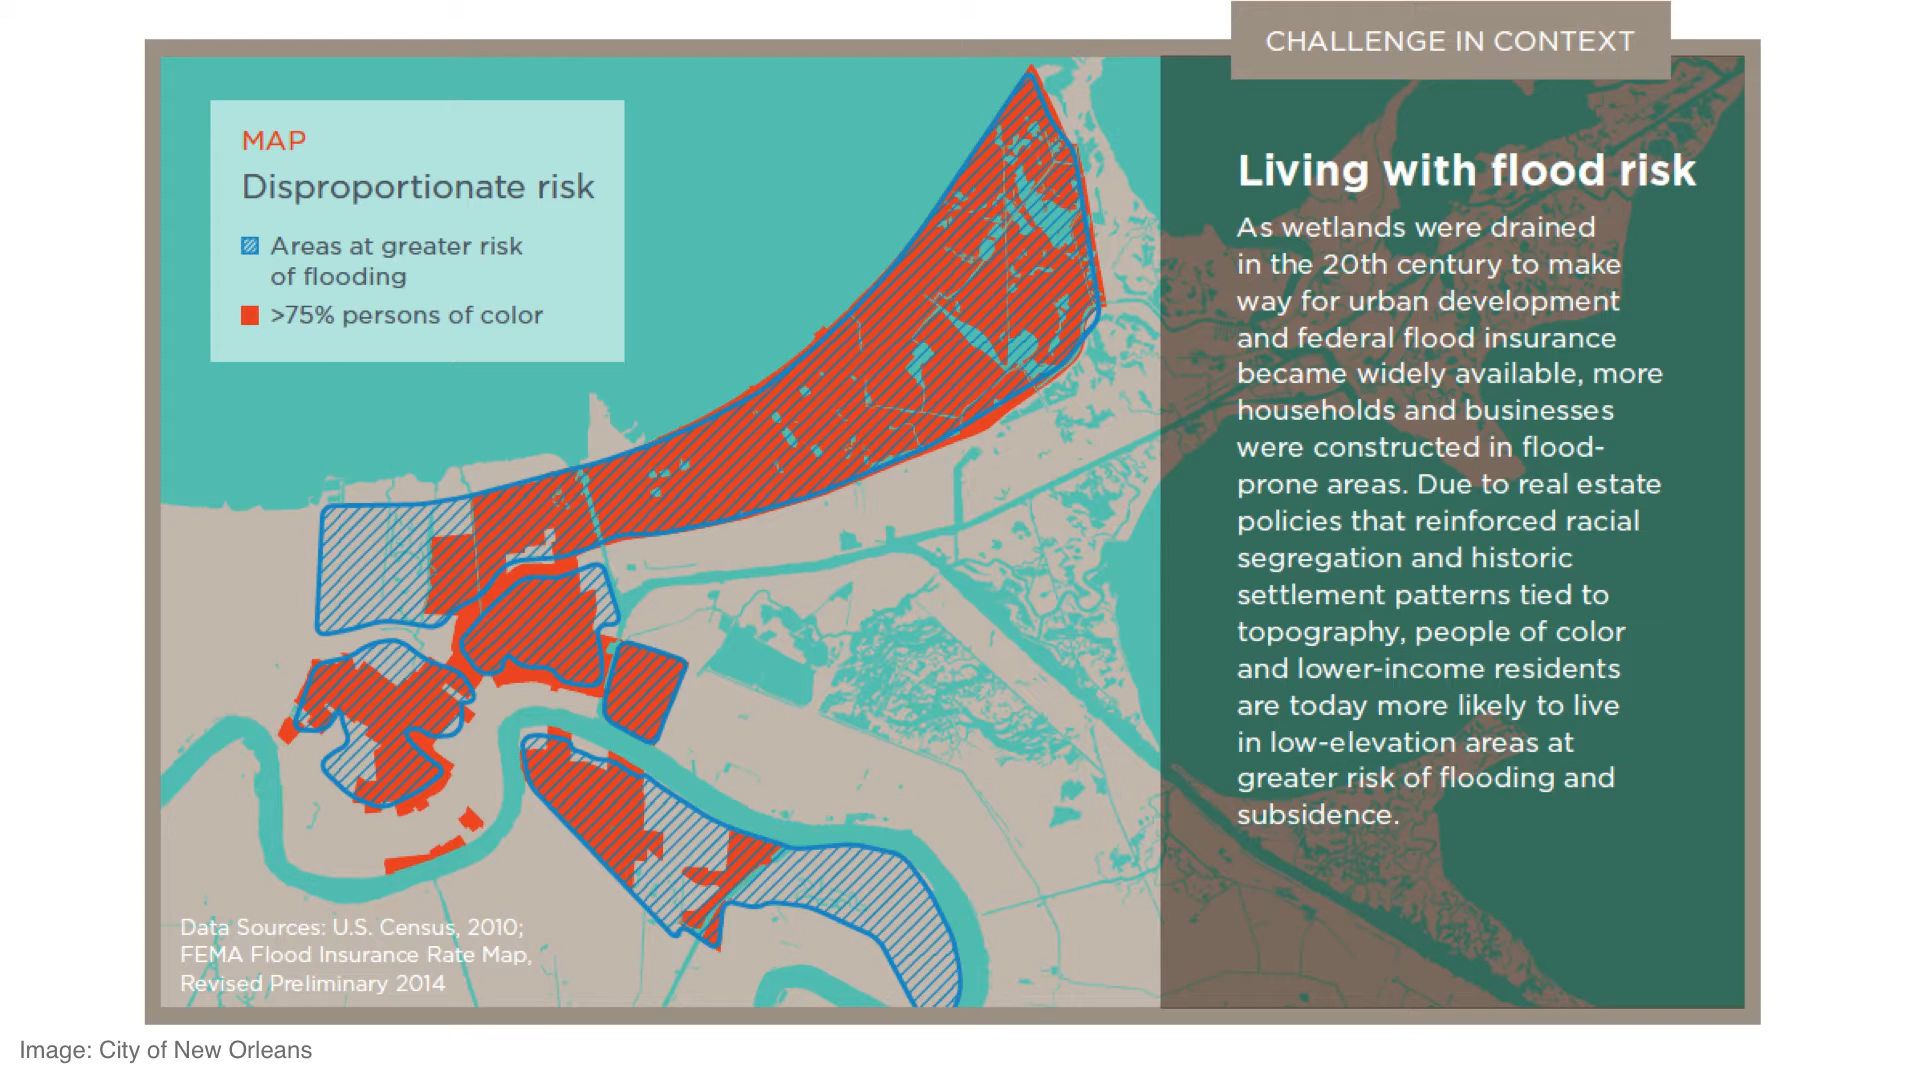 CHALLENGE IN CONTEXT
MAP
Disproportionate risk
Areas at greater risk
of flooding
>75% persons of color
Data Sources: U.S. Census, 2010;
FEMA Flood Insurance Rate Map,
Revised Preliminary 2014
Living with flood risk
As wetlands were drained
in the 20th century to make
way for urban development
and federal flood insurance
became widely available, more
households and businesses
were constructed in flood-
prone areas. Due to real estate
policies that reinforced racial
segregation and historic
settlement patterns tied to
topography, people of color
and lower-income residents
are today more likely to live
in low-elevation areas at
greater risk of flooding and
subsidence.
Image: City of New Orleans